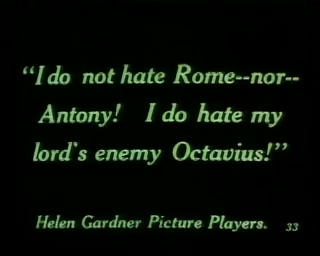 "I do not hate Rome--nor--
Antony! I do hate my
lord's enemy Octavius!"
Helen Gardner Picture Players. 33